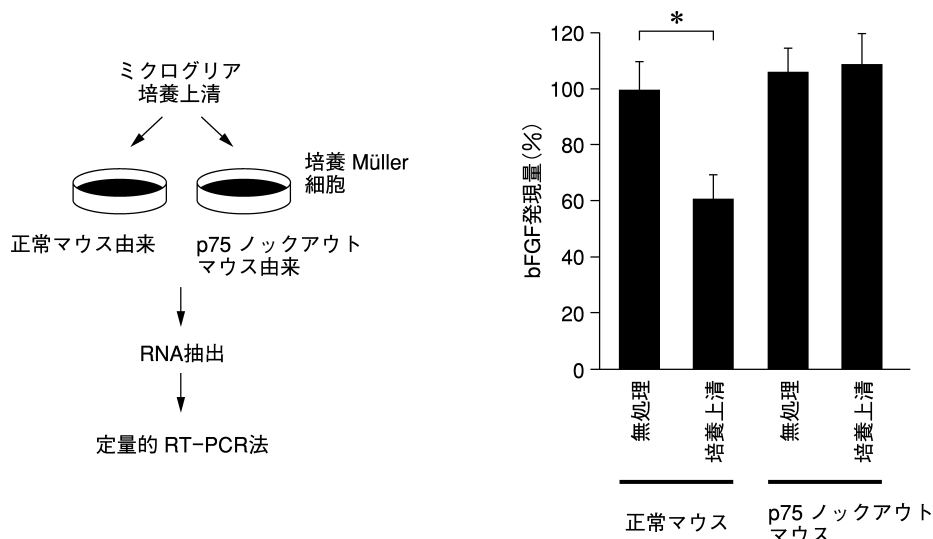 ミクログリア
培養上清
培養 Müller
細胞
正常マウス由来
p75 ノックアウト
マウス由来
RNA抽出
定量的 RT-PCR法
*
120
100
80
60
40
20
0
bFGF発現量(%)
無処理
培養上清
無処理
培養上清
正常マウス
p75 ノックアウト
マウス